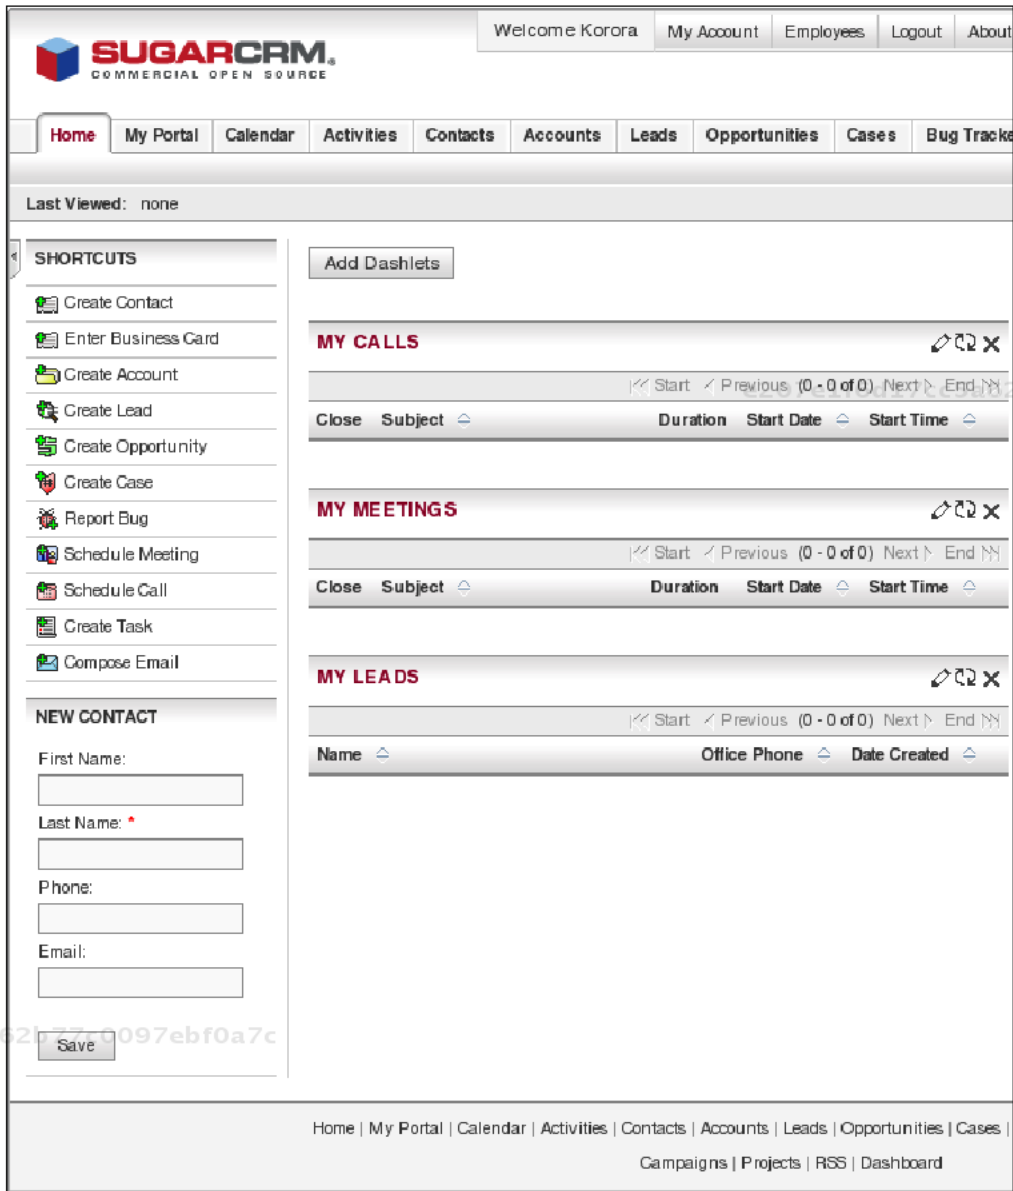 Welcome Korora My Account Employees Logout About
SUGARCRM.
COMMERCIAL OPEN SOURCE
Home My Portal Calendar Activities Contacts Accounts Leads Opportunities Cases Bug Tracke
Last Viewed: none
SHORTCUTS
Create Contact
Enter Business Card
Create Account
Create Lead
Create Opportunity
Create Case
Report Bug
Schedule Meeting
Schedule Call
Create Task
Compose Email
NEW CONTACT
First Name:
Last Name: *
Phone:
Email:
Save
62b77c0097ebf0a7c
Add Dashlets
MY CALLS
Start Previous (0 - 0 of 0) Next End
Close Subject Duration Start Date Start Time
MY MEETINGS
Start Previous (0 - 0 of 0) Next End
Close Subject Duration Start Date Start Time
MY LEADS
Start Previous (0 - 0 of 0) Next End
Name Office Phone Date Created
Home | My Portal | Calendar | Activities | Contacts | Accounts | Leads | Opportunities | Cases |
Campaigns | Projects | RSS | Dashboard